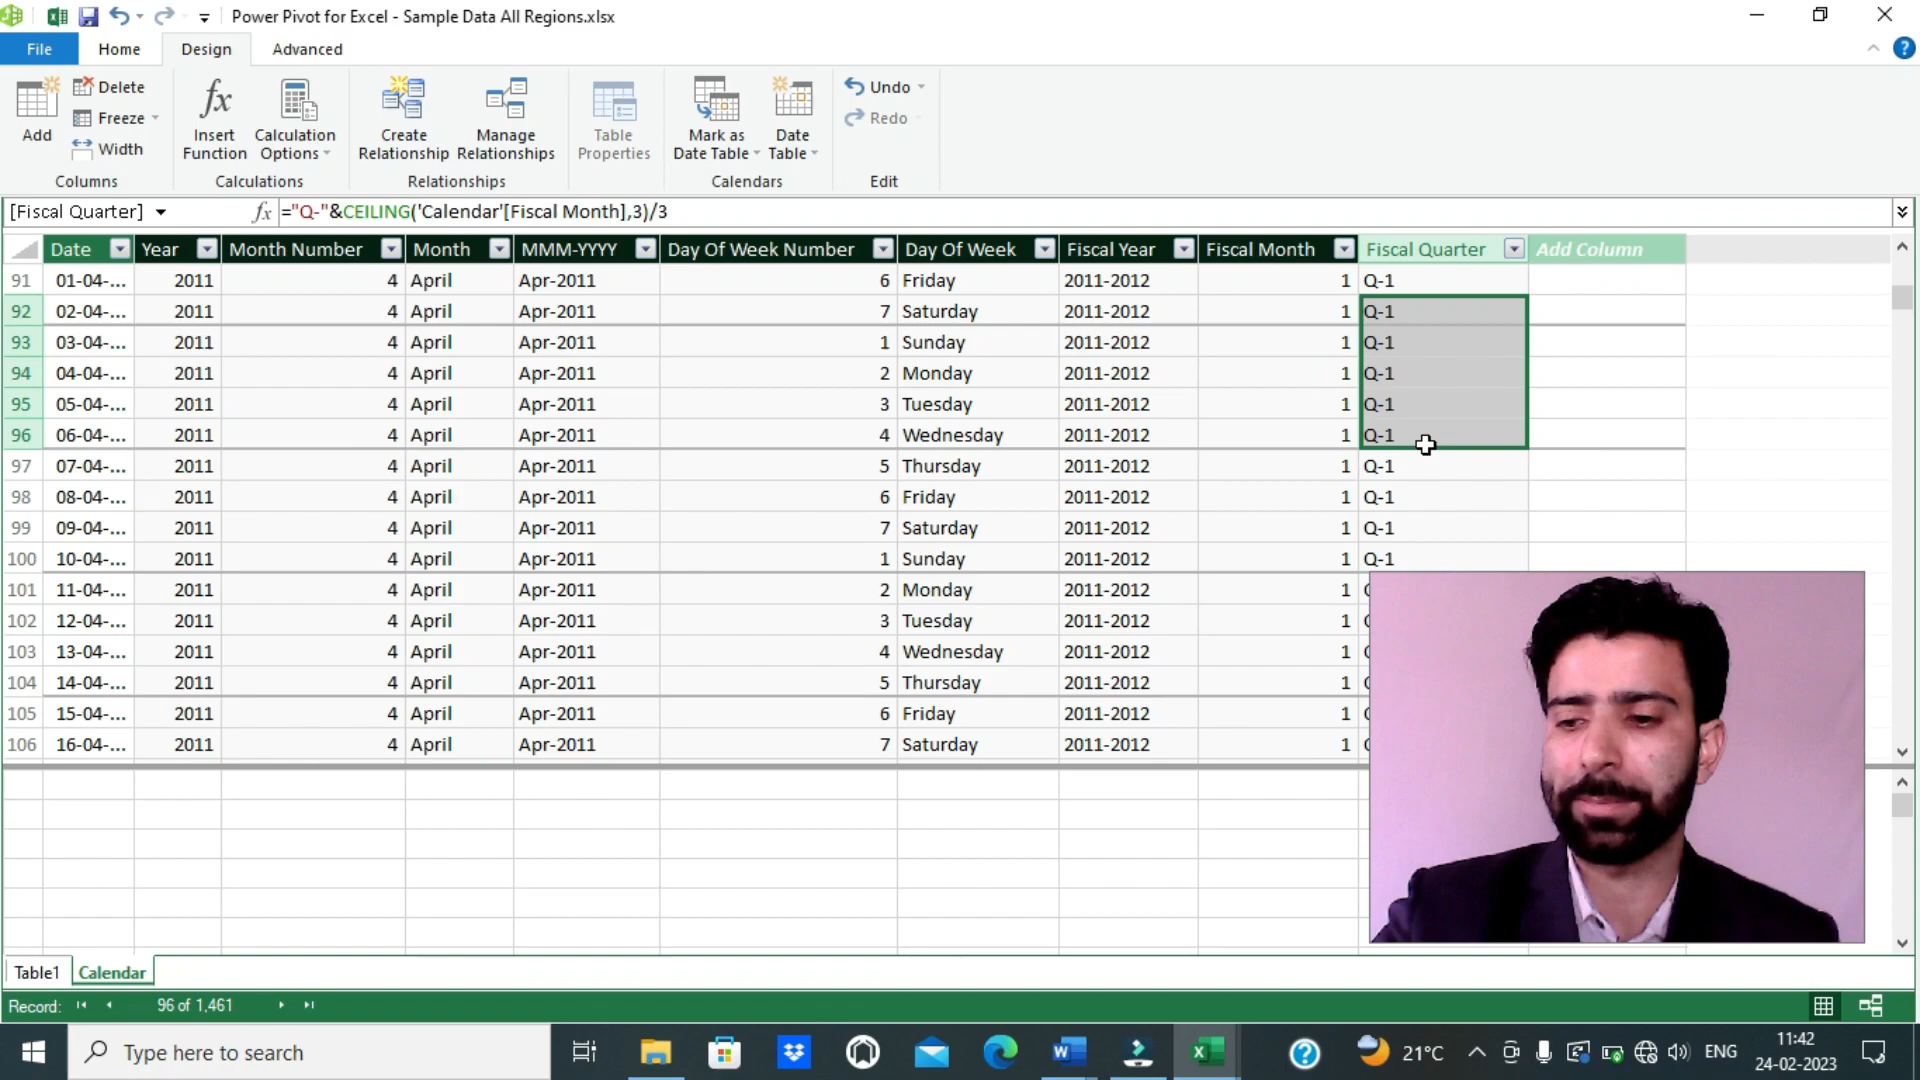 Power Pivot for Excel - Sample Data All Regions.xlsx
File Home Design Advanced
Add
Delete
Freeze
Width
Columns
Insert Function
Calculation Options
Calculations
Create Relationship
Manage Relationships
Relationships
Table Properties
Mark as Date Table
Date Table
Calendars
Undo
Redo
Edit
[Fiscal Quarter] fx ="Q-"&CEILING('Calendar'[Fiscal Month],3)/3
Date Year Month Number Month MMM-YYYY Day Of Week Number Day Of Week Fiscal Year Fiscal Month Fiscal Quarter Add Column
91 01-04-... 2011 4 April Apr-2011 6 Friday 2011-2012 1 Q-1
92 02-04-... 2011 4 April Apr-2011 7 Saturday 2011-2012 1 Q-1
93 03-04-... 2011 4 April Apr-2011 1 Sunday 2011-2012 1 Q-1
94 04-04-... 2011 4 April Apr-2011 2 Monday 2011-2012 1 Q-1
95 05-04-... 2011 4 April Apr-2011 3 Tuesday 2011-2012 1 Q-1
96 06-04-... 2011 4 April Apr-2011 4 Wednesday 2011-2012 1 Q-1
97 07-04-... 2011 4 April Apr-2011 5 Thursday 2011-2012 1 Q-1
98 08-04-... 2011 4 April Apr-2011 6 Friday 2011-2012 1 Q-1
99 09-04-... 2011 4 April Apr-2011 7 Saturday 2011-2012 1 Q-1
100 10-04-... 2011 4 April Apr-2011 1 Sunday 2011-2012 1 Q-1
101 11-04-... 2011 4 April Apr-2011 2 Monday 2011-2012 1
102 12-04-... 2011 4 April Apr-2011 3 Tuesday 2011-2012 1
103 13-04-... 2011 4 April Apr-2011 4 Wednesday 2011-2012 1
104 14-04-... 2011 4 April Apr-2011 5 Thursday 2011-2012 1
105 15-04-... 2011 4 April Apr-2011 6 Friday 2011-2012 1
106 16-04-... 2011 4 April Apr-2011 7 Saturday 2011-2012 1
Table1 Calendar
Record: 96 of 1,461
Type here to search
21°C
ENG
11:42
24-02-2023